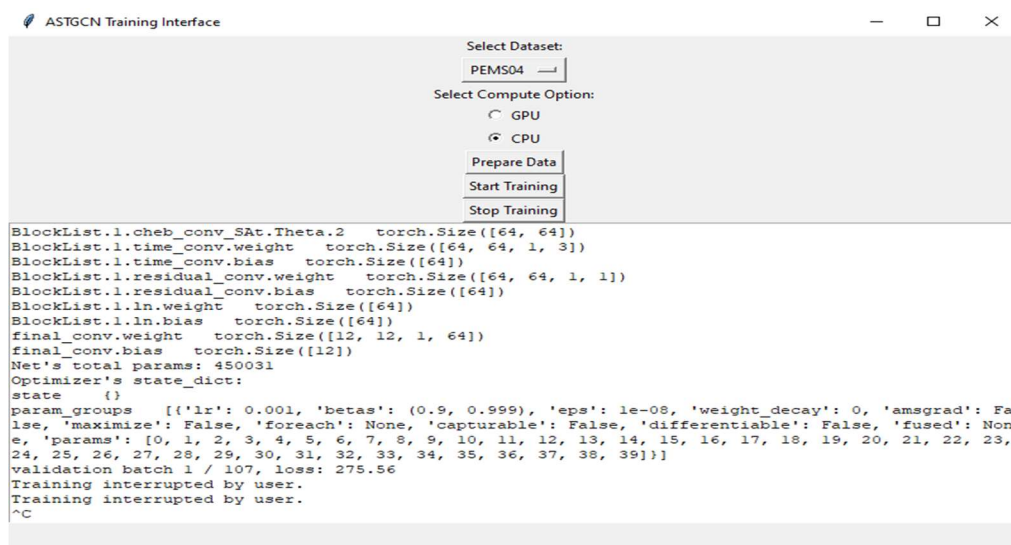 ASTGCN Training Interface
Select Dataset:
PEMS04
Select Compute Option:
GPU
CPU
Prepare Data
Start Training
Stop Training
BlockList.1.cheb_conv_SAt.Theta.2 torch.Size([64, 64])
BlockList.1.time_conv.weight torch.Size([64, 64, 1, 3])
BlockList.1.time_conv.bias torch.Size([64])
BlockList.1.residual_conv.weight torch.Size([64, 64, 1, 1])
BlockList.1.residual_conv.bias torch.Size([64])
BlockList.1.ln.weight torch.Size([64])
BlockList.1.ln.bias torch.Size([64])
final_conv.weight torch.Size([12, 12, 1, 64])
final_conv.bias torch.Size([12])
Net's total params: 450031
Optimizer's state_dict:
state {}
param_groups [{'lr': 0.001, 'betas': (0.9, 0.999), 'eps': 1e-08, 'weight_decay': 0, 'amsgrad': Fa
lse, 'maximize': False, 'foreach': None, 'capturable': False, 'differentiable': False, 'fused': Non
e, 'params': [0, 1, 2, 3, 4, 5, 6, 7, 8, 9, 10, 11, 12, 13, 14, 15, 16, 17, 18, 19, 20, 21, 22, 23,
24, 25, 26, 27, 28, 29, 30, 31, 32, 33, 34, 35, 36, 37, 38, 39]}]
validation batch 1 / 107, loss: 275.56
Training interrupted by user.
Training interrupted by user.
^C